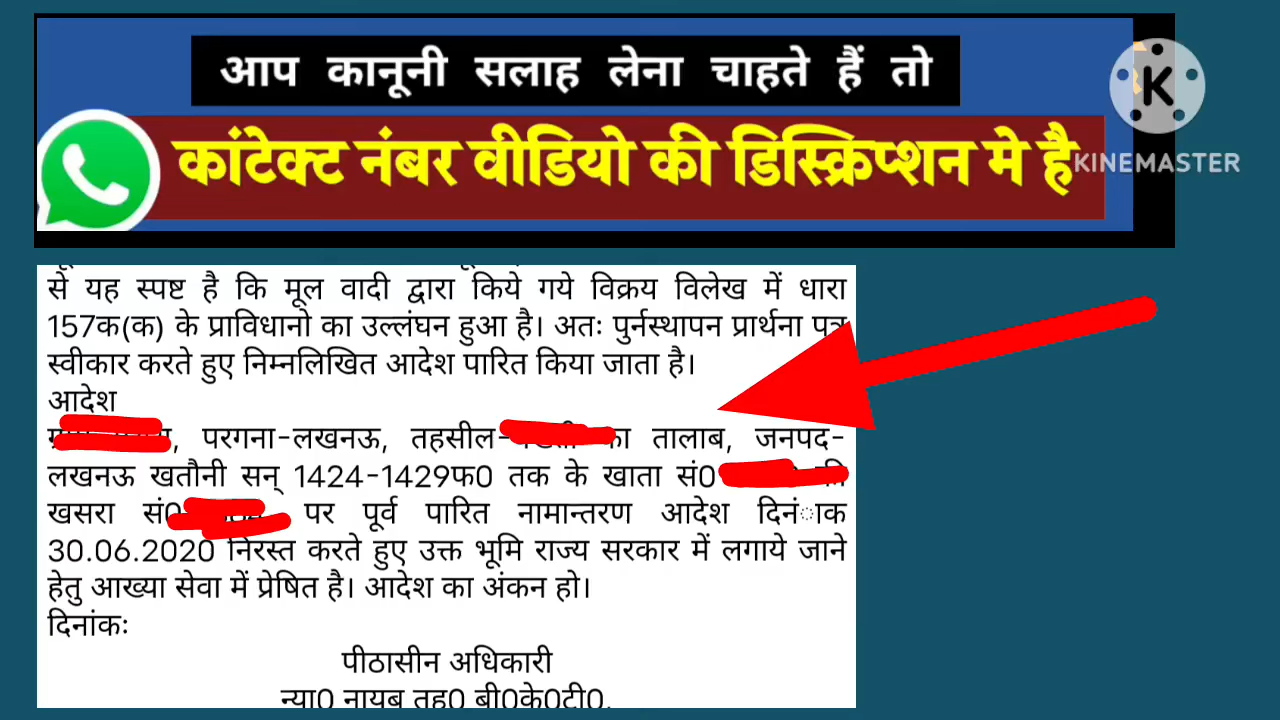 आप कानूनी सलाह लेना चाहते हैं तो
कांटेक्ट नंबर वीडियो की डिस्क्रिप्शन मे है
K
KINEMASTER
से यह स्पष्ट है कि मूल वादी द्वारा किये गये विक्रय विलेख में धारा
157क(क) के प्राविधानो का उल्लंघन हुआ है। अतः पुर्नस्थापन प्रार्थना पत्र
स्वीकार करते हुए निम्नलिखित आदेश पारित किया जाता है।
आदेश
, परगना-लखनऊ, तहसील- का तालाब, जनपद-
लखनऊ खतौनी सन् 1424-1429फ0 तक के खाता सं0 की
खसरा सं0 पर पूर्व पारित नामान्तरण आदेश दिनंाक
30.06.2020 निरस्त करते हुए उक्त भूमि राज्य सरकार में लगाये जाने
हेतु आख्या सेवा में प्रेषित है। आदेश का अंकन हो।
दिनांकः
पीठासीन अधिकारी
न्या0 नायब तह0 बी0के0टी0.